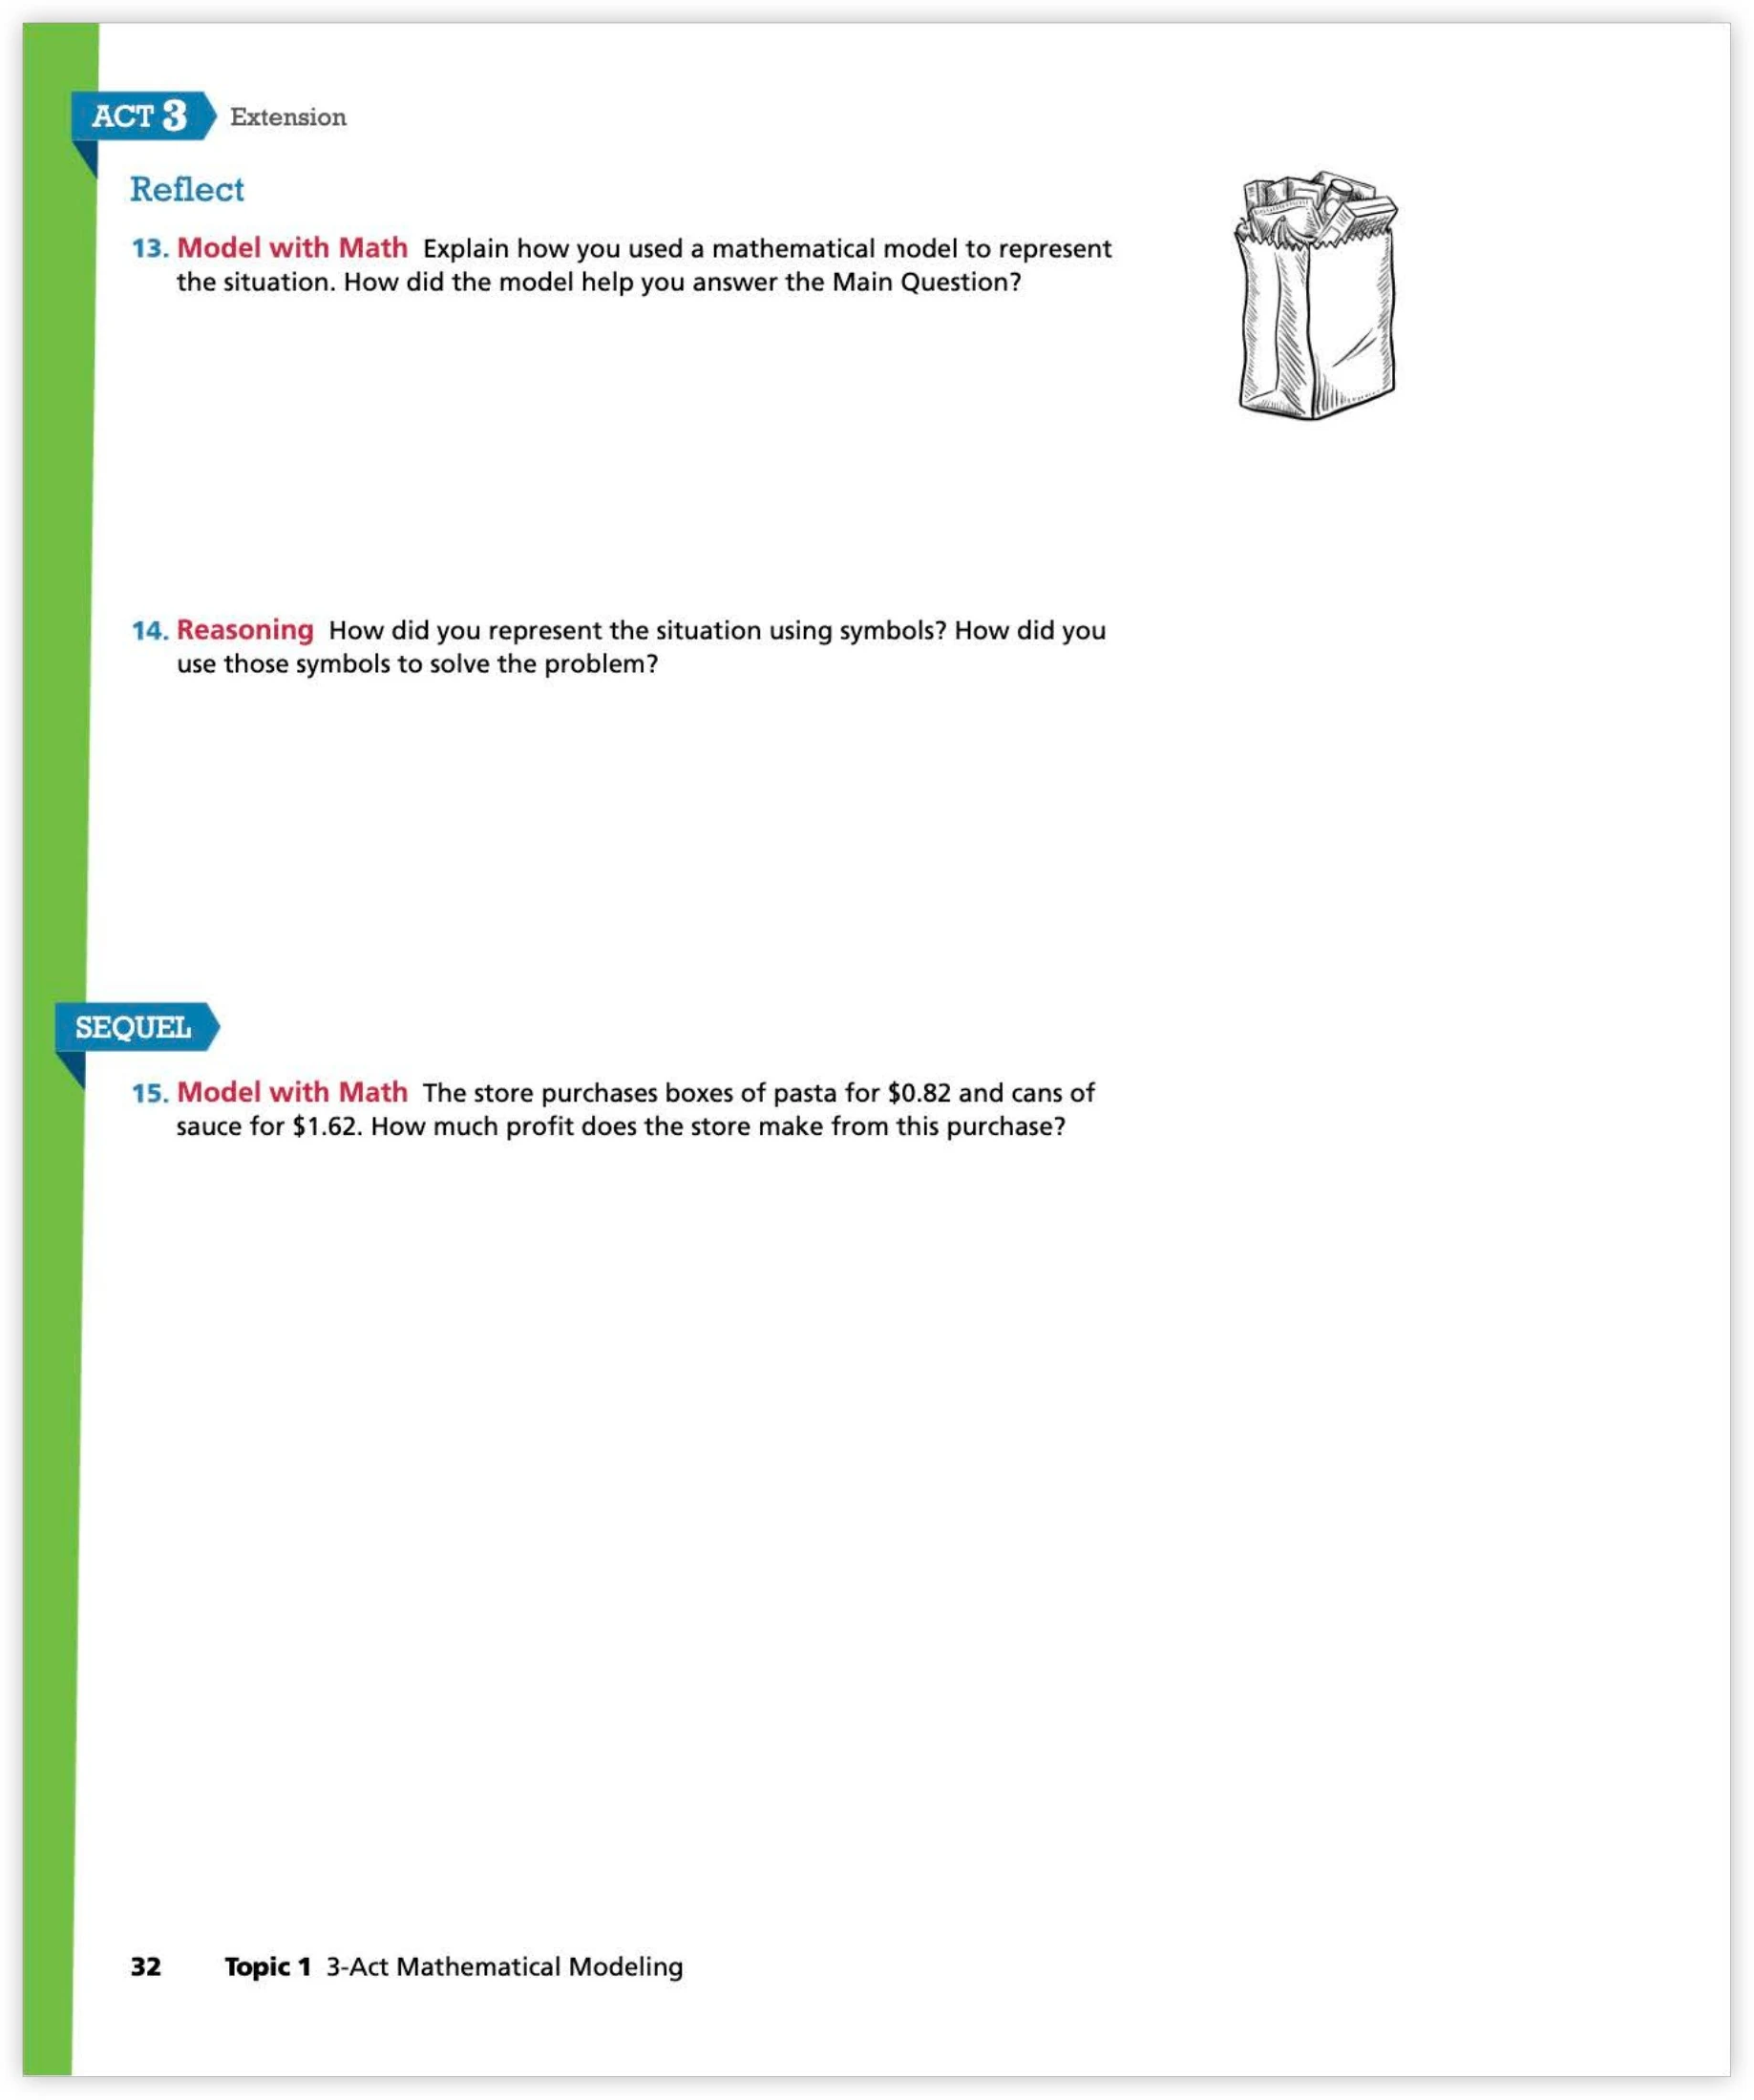 ACT 3 Extension
Reflect
13. Model with Math Explain how you used a mathematical model to represent
the situation. How did the model help you answer the Main Question?
14. Reasoning How did you represent the situation using symbols? How did you
use those symbols to solve the problem?
SEQUEL
15. Model with Math The store purchases boxes of pasta for $0.82 and cans of
sauce for $1.62. How much profit does the store make from this purchase?
32 Topic 1 3-Act Mathematical Modeling